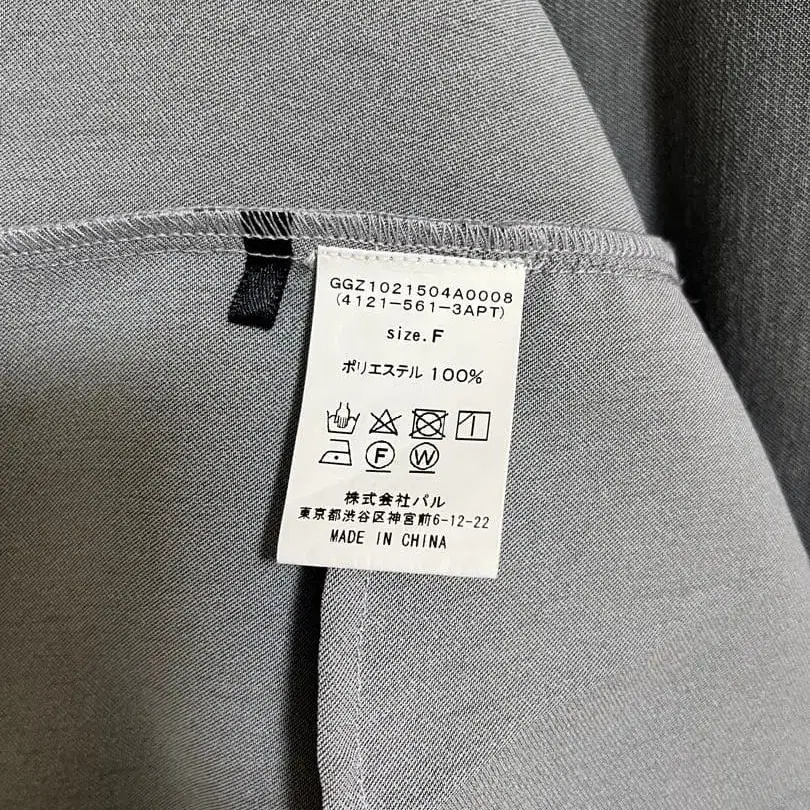 GGZ1021504A0008
(4121-561-3APT)
size.F
ポリエステル 100%
F W
株式会社パル
東京都渋谷区神宮前6-12-22
MADE IN CHINA